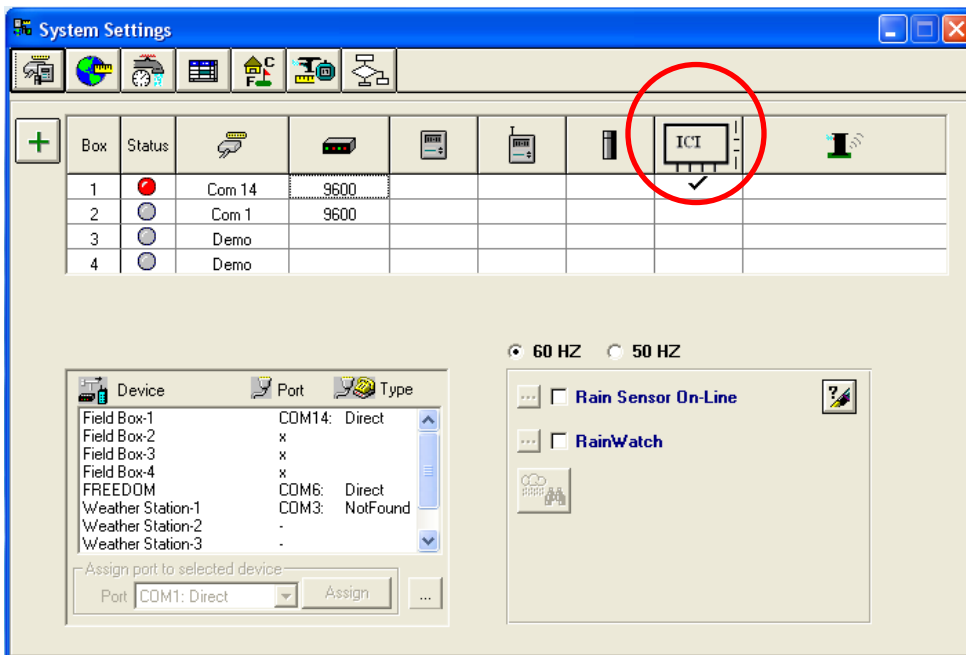 System Settings
C
F
Box Status ICI
1 Com 14 9600
2 Com 1 9600
3 Demo
4 Demo
60 HZ 50 HZ
Device Port Type
Field Box-1 COM14: Direct
Field Box-2 x
Field Box-3 x
Field Box-4 x
FREEDOM COM6: Direct
Weather Station-1 COM3: NotFound
Weather Station-2 -
Weather Station-3 -
Assign port to selected device
Port COM1: Direct Assign ...
... Rain Sensor On-Line ?
... RainWatch